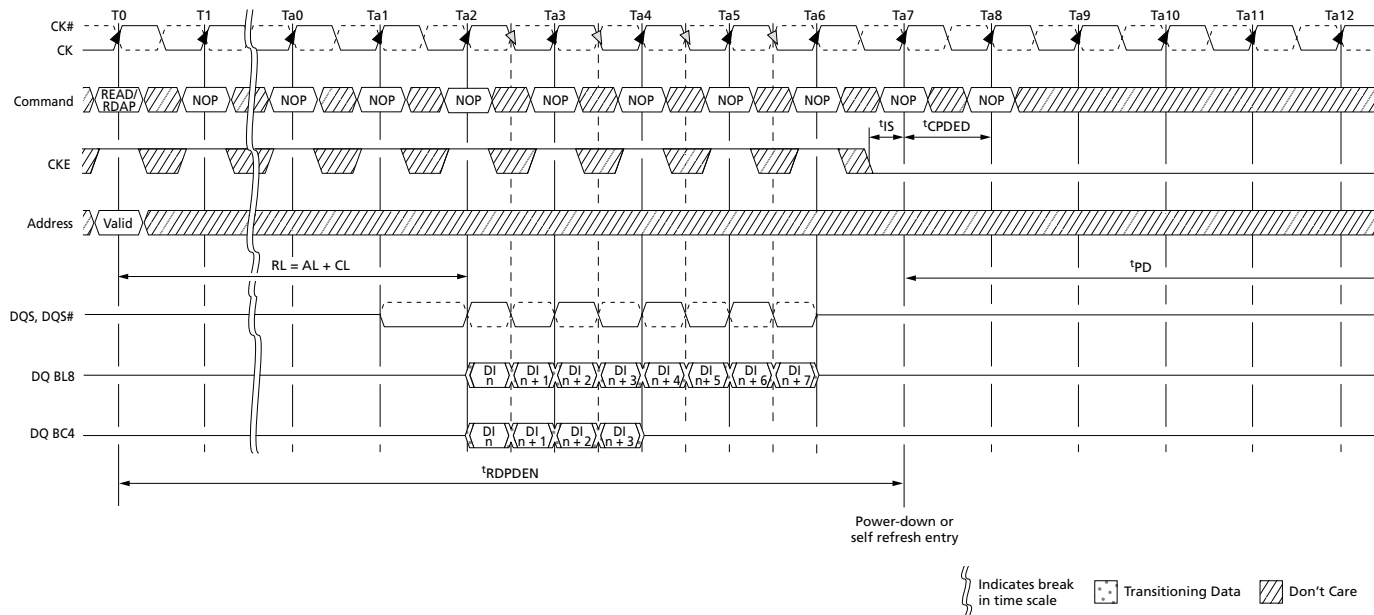 T0 T1 Ta0 Ta1 Ta2 Ta3 Ta4 Ta5 Ta6 Ta7 Ta8 Ta9 Ta10 Ta11 Ta12
CK#
CK
Command READ/ RDAP NOP NOP NOP NOP NOP NOP NOP NOP NOP NOP
tIS tCPDED
CKE
Address Valid
RL = AL + CL
tPD
DQS, DQS#
DQ BL8 DI n DI n + 1 DI n + 2 DI n + 3 DI n + 4 DI n+ 5 DI n + 6 DI n + 7
DQ BC4 DI n DI n + 1 DI n + 2 DI n + 3
tRDPDEN
Power-down or
self refresh entry
Indicates break
in time scale
Transitioning Data
Don't Care